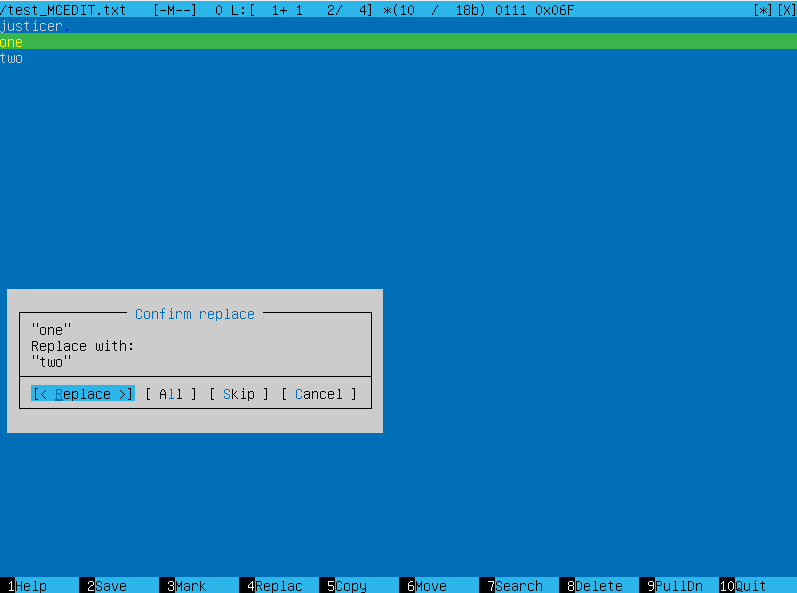 /test_MCEDIT.txt [-M--] 0 L:[ 1+ 1 2/ 4] *(10 / 18b) 0111 0x06F [*][X]
justicer.
one
two
Confirm replace
"one"
Replace with:
"two"
[< Replace >] [ All ] [ Skip ] [ Cancel ]
1Help 2Save 3Mark 4Replac 5Copy 6Move 7Search 8Delete 9PullDn 10Quit